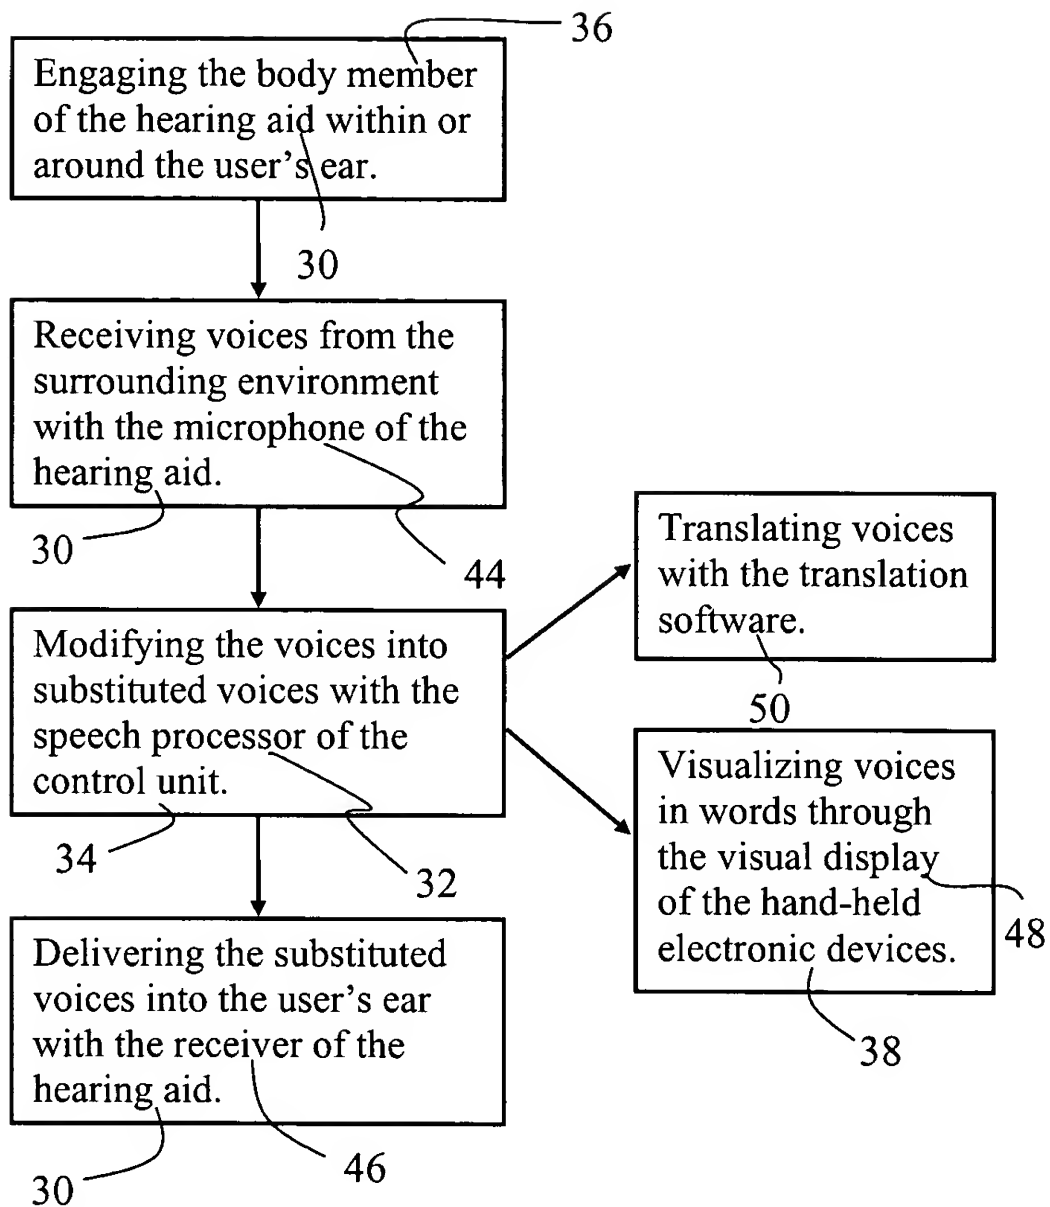 36
Engaging the body member
of the hearing aid within or
around the user's ear.
30
Receiving voices from the
surrounding environment
with the microphone of the
hearing aid.
30
44
Modifying the voices into
substituted voices with the
speech processor of the
control unit.
34
32
Translating voices
with the translation
software.
50
Visualizing voices
in words through
the visual display
of the hand-held
electronic devices.
48
38
Delivering the substituted
voices into the user's ear
with the receiver of the
hearing aid.
30
46